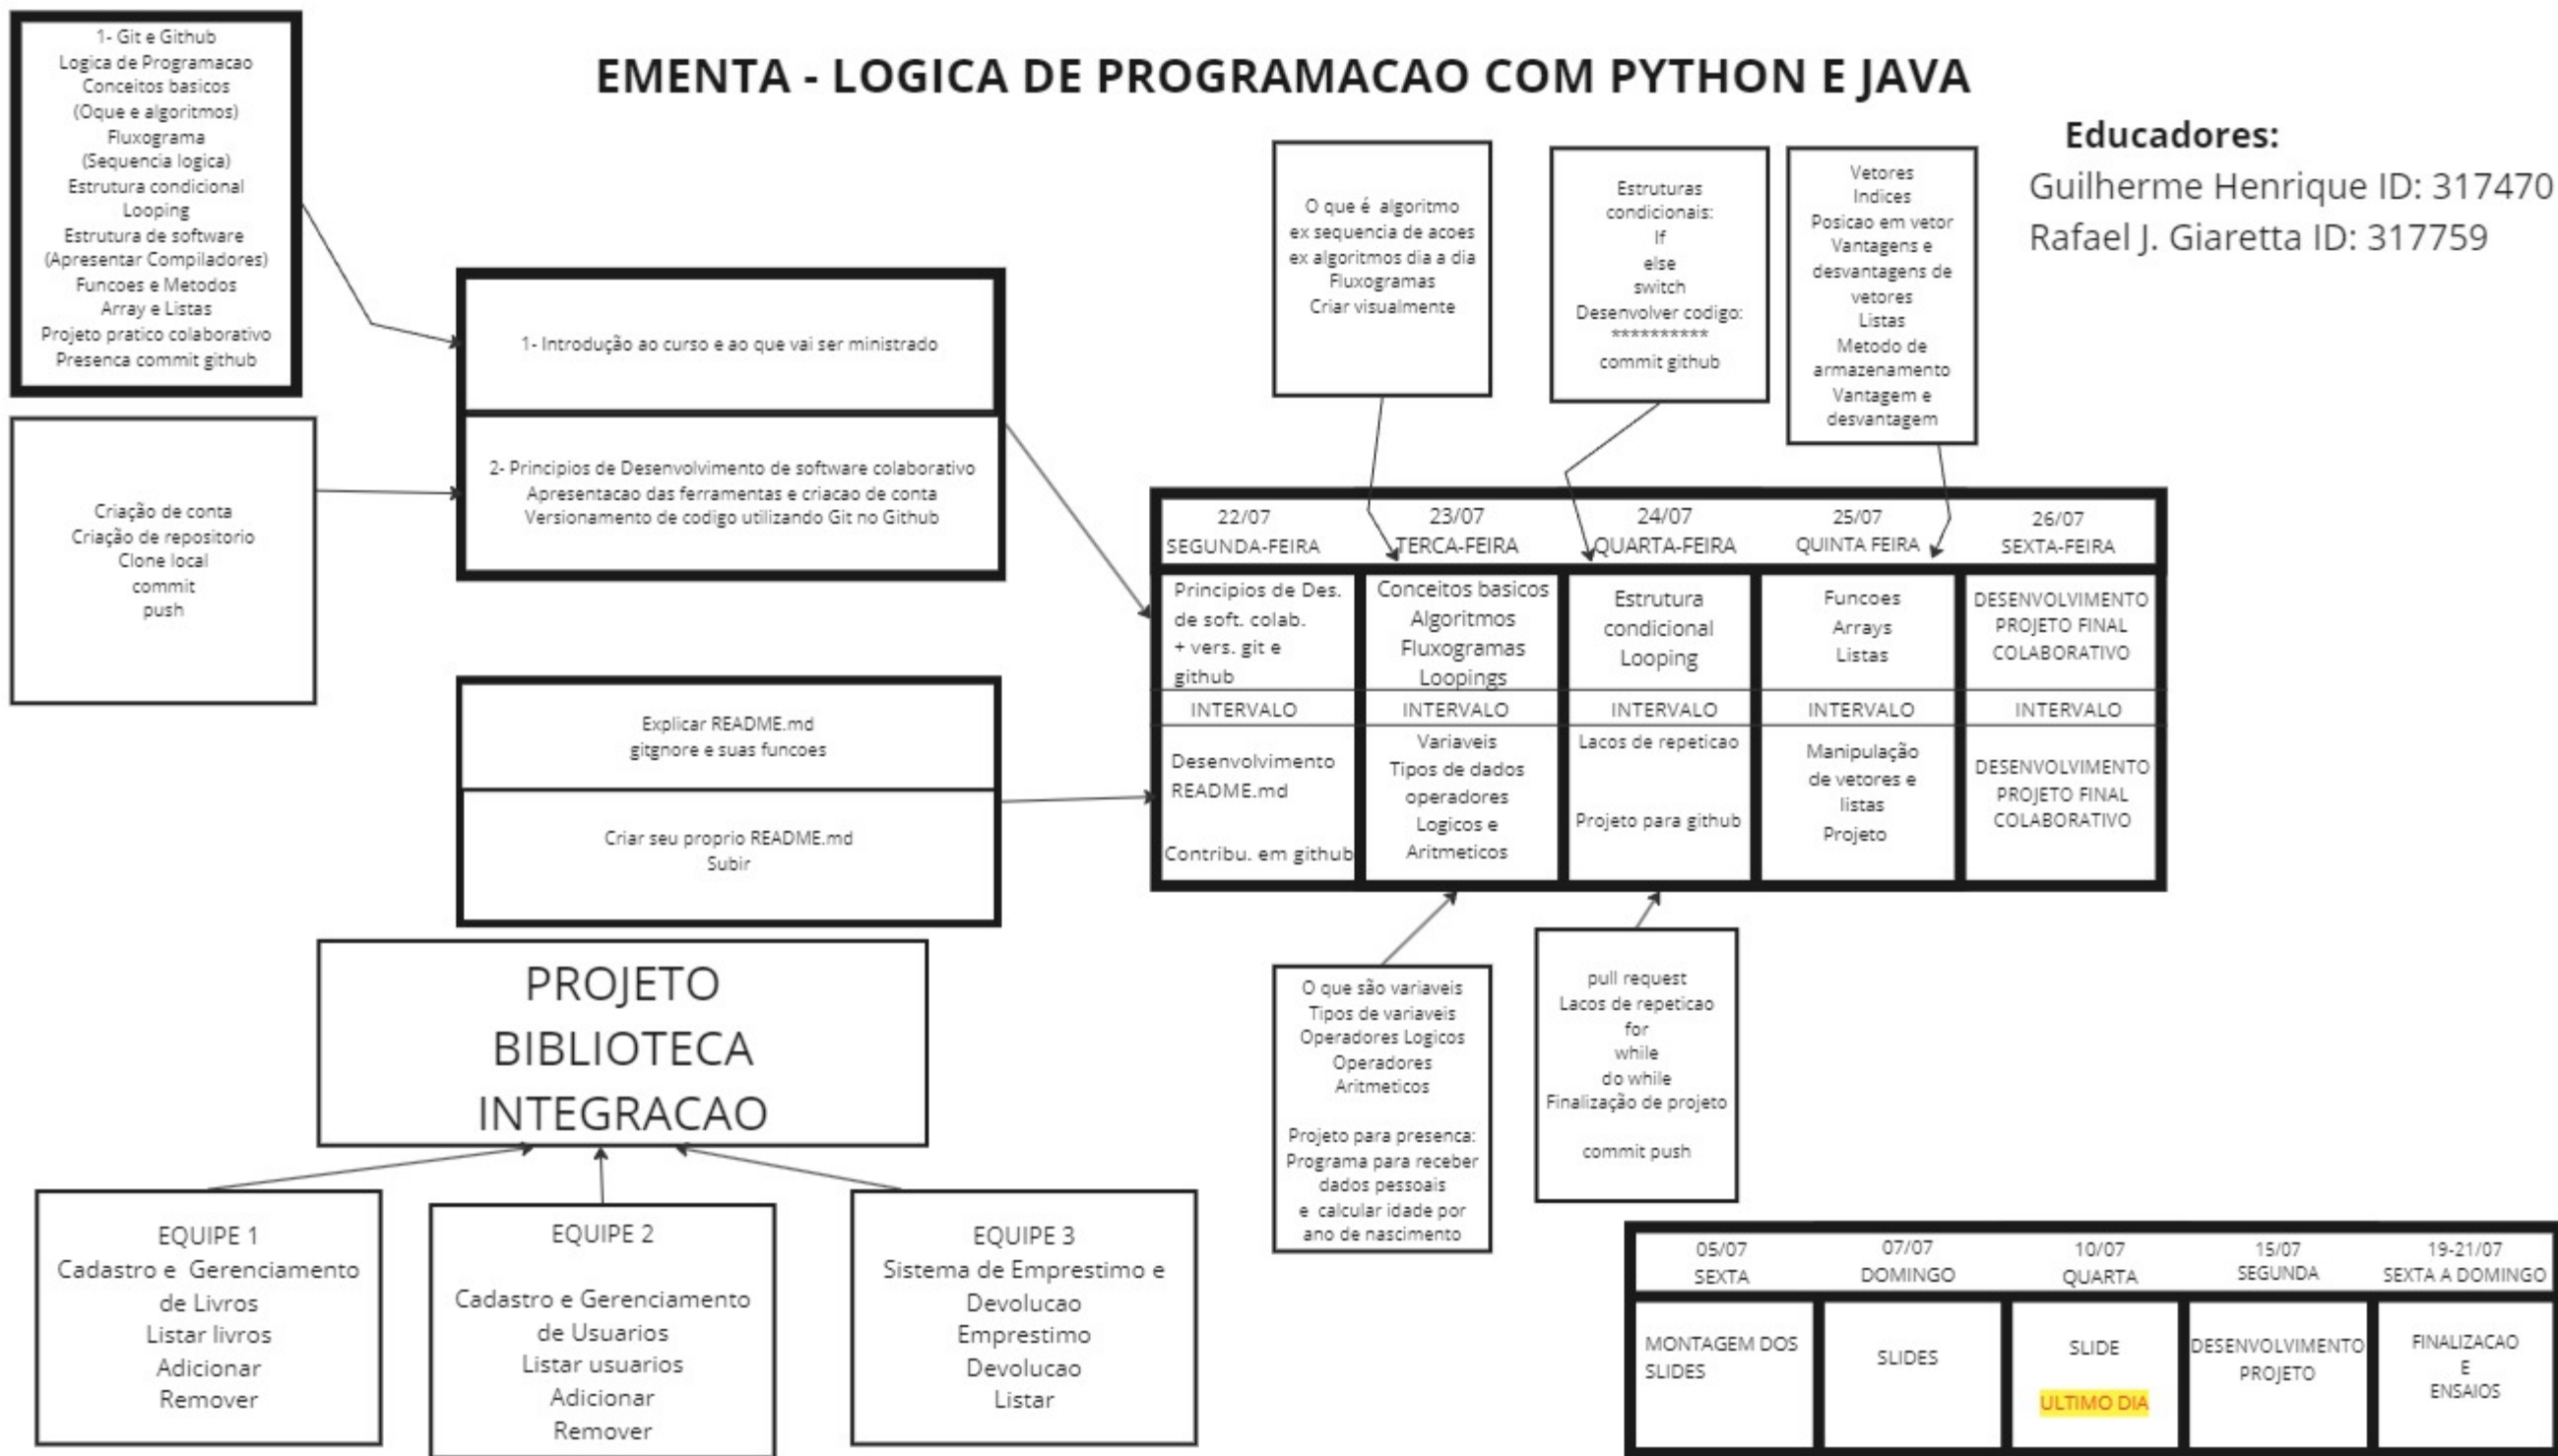 EMENTA - LOGICA DE PROGRAMACAO COM PYTHON E JAVA
Educadores:
Guilherme Henrique ID: 317470
Rafael J. Giaretta ID: 317759
1- Git e Github
Logica de Programacao
Conceitos basicos
(Oque e algoritmos)
Fluxograma
(Sequencia logica)
Estrutura condicional
Looping
Estrutura de software
(Apresentar Compiladores)
Funcoes e Metodos
Array e Listas
Projeto pratico colaborativo
Presenca commit github
1- Introdução ao curso e ao que vai ser ministrado
Criação de conta
Criação de repositorio
Clone local
commit
push
2- Principios de Desenvolvimento de software colaborativo
Apresentacao das ferramentas e criacao de conta
Versionamento de codigo utilizando Git no Github
Explicar README.md
gitgnore e suas funcoes
Criar seu proprio README.md
Subir
O que é algoritmo
ex sequencia de acoes
ex algoritmos dia a dia
Fluxogramas
Criar visualmente
Estruturas
condicionais:
If
else
switch
Desenvolver codigo:
**********
commit github
Vetores
Indices
Posicao em vetor
Vantagens e
desvantagens de
vetores
Listas
Metodo de
armazenamento
Vantagem e
desvantagem
22/07
SEGUNDA-FEIRA
23/07
TERCA-FEIRA
24/07
QUARTA-FEIRA
25/07
QUINTA FEIRA
26/07
SEXTA-FEIRA
Principios de Des.
de soft. colab.
+ vers. git e
github
Conceitos basicos
Algoritmos
Fluxogramas
Loopings
Estrutura
condicional
Looping
Funcoes
Arrays
Listas
DESENVOLVIMENTO
PROJETO FINAL
COLABORATIVO
INTERVALO
INTERVALO
INTERVALO
INTERVALO
INTERVALO
Desenvolvimento
README.md
Contribu. em github
Variaveis
Tipos de dados
operadores
Logicos e
Aritmeticos
Lacos de repeticao
Projeto para github
Manipulação
de vetores e
listas
Projeto
DESENVOLVIMENTO
PROJETO FINAL
COLABORATIVO
O que são variaveis
Tipos de variaveis
Operadores Logicos
Operadores
Aritmeticos
Projeto para presenca:
Programa para receber
dados pessoais
e calcular idade por
ano de nascimento
pull request
Lacos de repeticao
for
while
do while
Finalização de projeto
commit push
PROJETO
BIBLIOTECA
INTEGRACAO
EQUIPE 1
Cadastro e Gerenciamento
de Livros
Listar livros
Adicionar
Remover
EQUIPE 2
Cadastro e Gerenciamento
de Usuarios
Listar usuarios
Adicionar
Remover
EQUIPE 3
Sistema de Emprestimo e
Devolucao
Emprestimo
Devolucao
Listar
05/07
SEXTA
07/07
DOMINGO
10/07
QUARTA
15/07
SEGUNDA
19-21/07
SEXTA A DOMINGO
MONTAGEM DOS
SLIDES
SLIDES
SLIDE
ULTIMO DIA
DESENVOLVIMENTO
PROJETO
FINALIZACAO
E
ENSAIOS